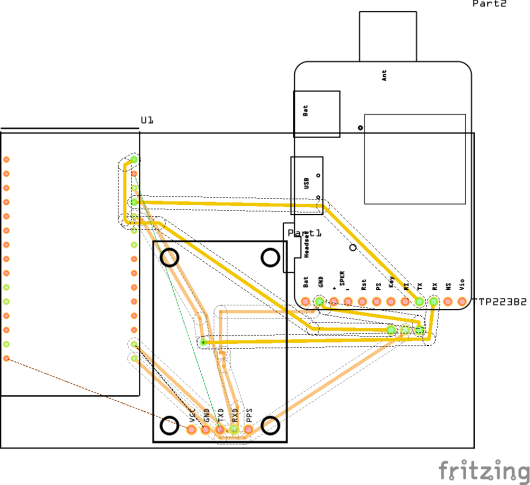 Part2
Ant
Bat
U1
USB
Part1
Headset
Bat
GND
+
SPKR
-
Rst
PS
Key
RI
TX
RX
NS
Vio
TTP223B2
VCC
GND
TXD
RXD
PPS
fritzing